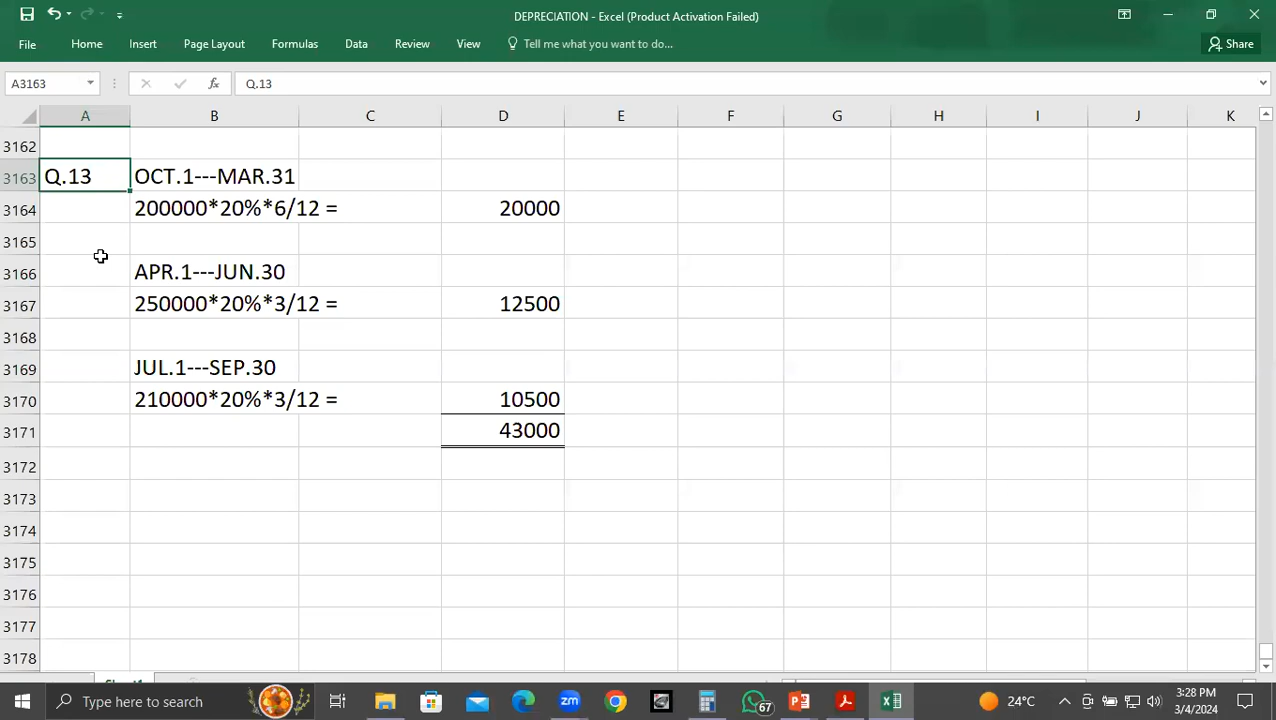 DEPRECIATION - Excel (Product Activation Failed)
File Home Insert Page Layout Formulas Data Review View Tell me what you want to do... Share
A3163 fx Q.13
A B C D E F G H I J K
3162
3163 Q.13 OCT.1---MAR.31
3164 200000*20%*6/12 = 20000
3165
3166 APR.1---JUN.30
3167 250000*20%*3/12 = 12500
3168
3169 JUL.1---SEP.30
3170 210000*20%*3/12 = 10500
3171 43000
3172
3173
3174
3175
3176
3177
3178
Type here to search 67 24°C 3:28 PM
3/4/2024